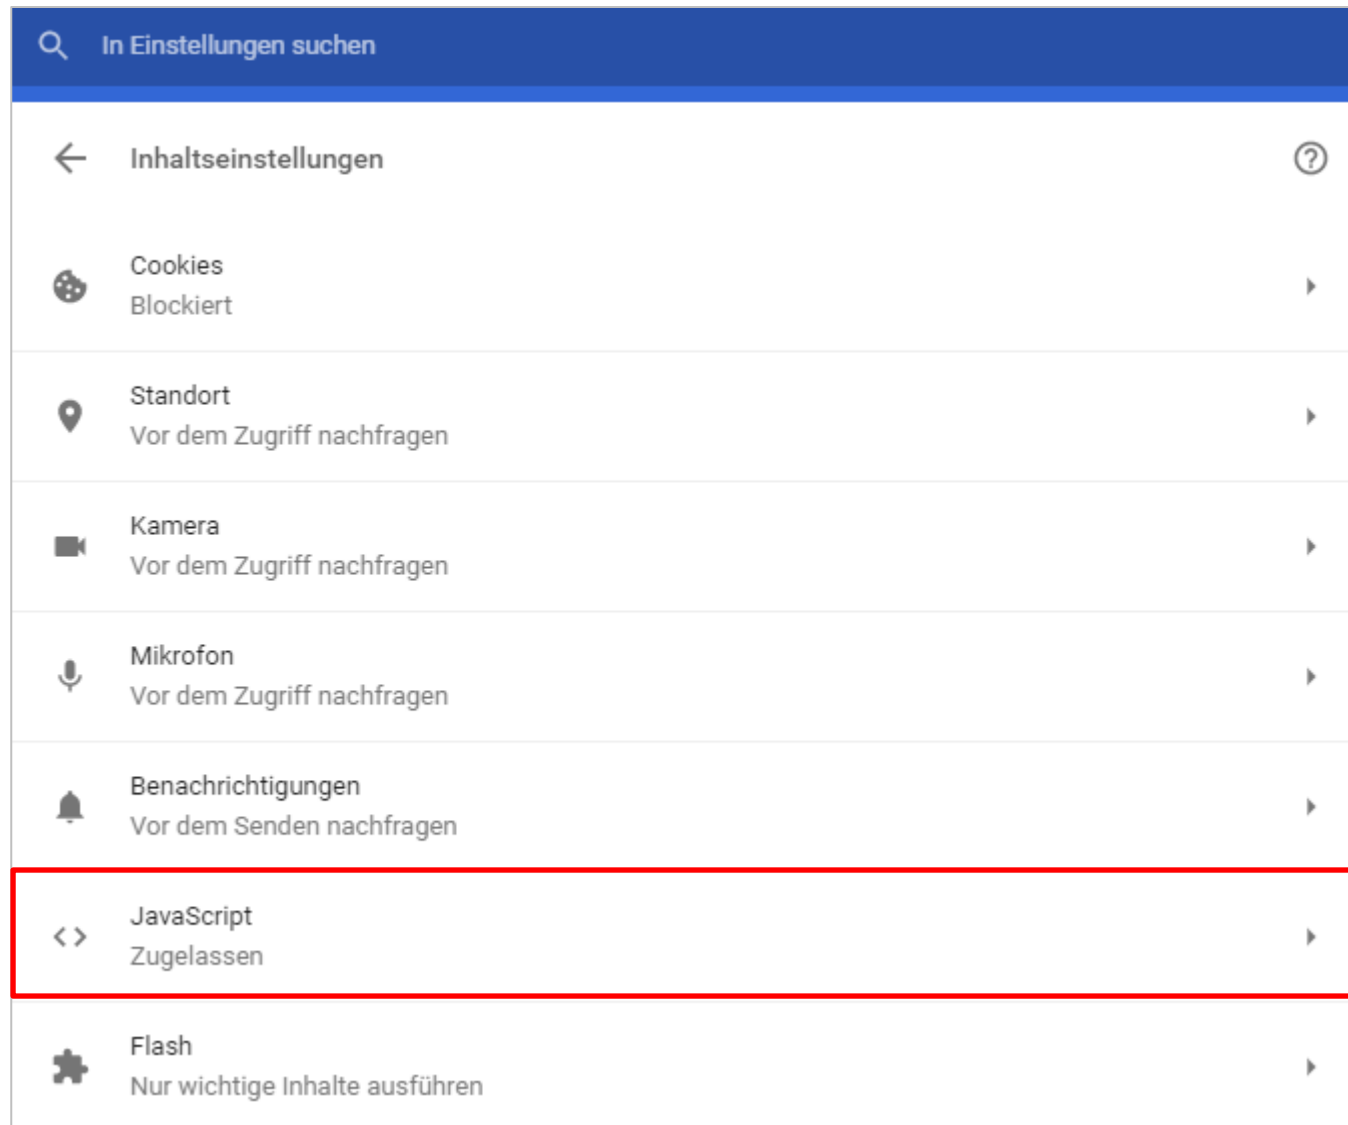 In Einstellungen suchen
Inhaltseinstellungen
Cookies
Blockiert
Standort
Vor dem Zugriff nachfragen
Kamera
Vor dem Zugriff nachfragen
Mikrofon
Vor dem Zugriff nachfragen
Benachrichtigungen
Vor dem Senden nachfragen
JavaScript
Zugelassen
Flash
Nur wichtige Inhalte ausführen